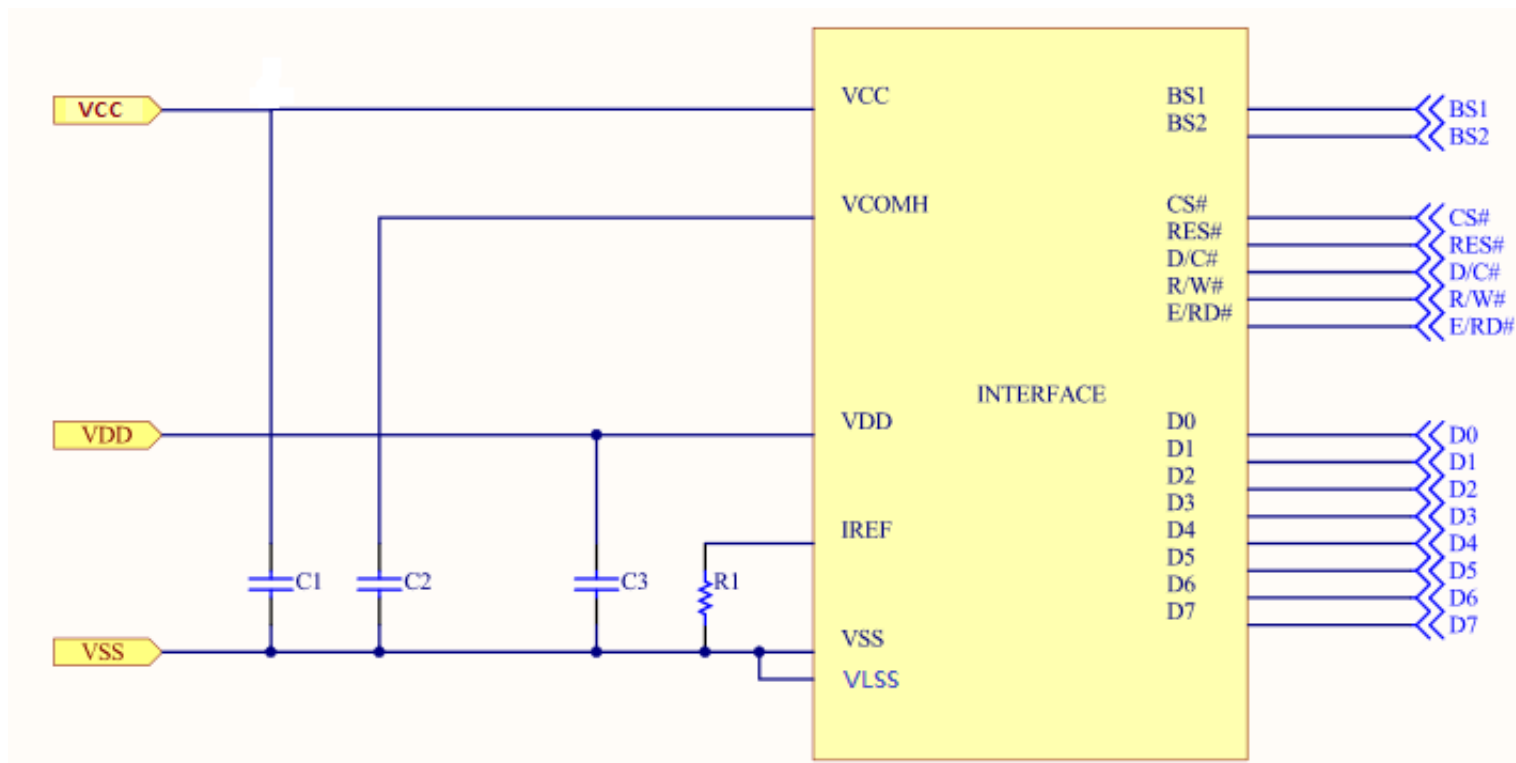 VCC
VDD
VSS
C1
C2
C3
R1
VCC
VCOMH
VDD
IREF
VSS
VLSS
INTERFACE
BS1
BS2
CS#
RES#
D/C#
R/W#
E/RD#
D0
D1
D2
D3
D4
D5
D6
D7
BS1
BS2
CS#
RES#
D/C#
R/W#
E/RD#
D0
D1
D2
D3
D4
D5
D6
D7